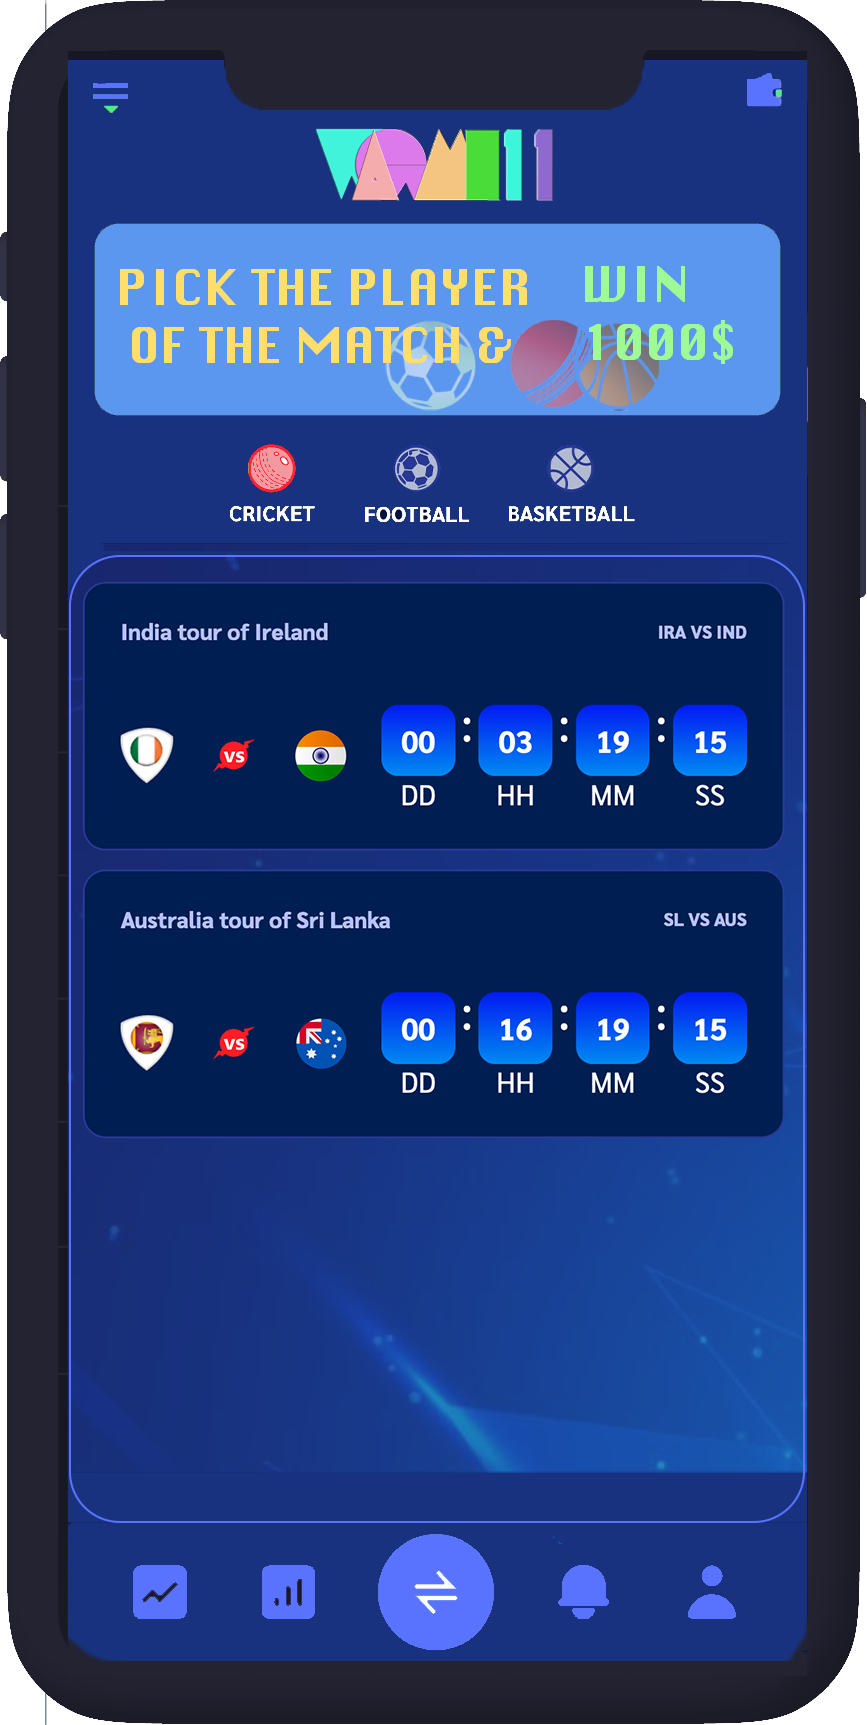 WAM11
PICK THE PLAYER
OF THE MATCH &
WIN
1000$
CRICKET FOOTBALL BASKETBALL
India tour of Ireland IRA VS IND
VS 00 : 03 : 19 : 15
DD HH MM SS
Australia tour of Sri Lanka SL VS AUS
VS 00 : 16 : 19 : 15
DD HH MM SS